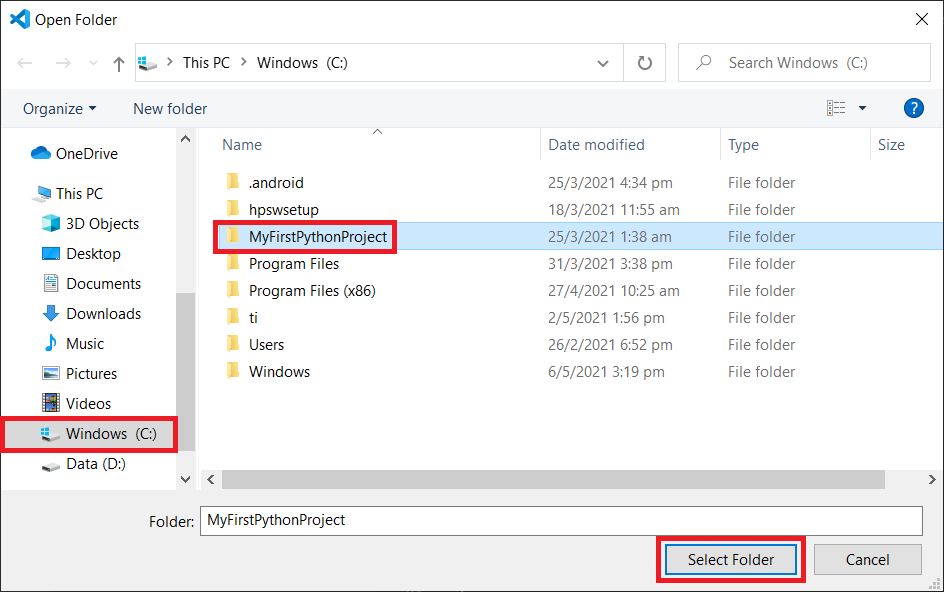 Open Folder
This PC > Windows (C:)
Search Windows (C:)
Organize
New folder
?
Name
Date modified
Type
Size
OneDrive
This PC
3D Objects
Desktop
Documents
Downloads
Music
Pictures
Videos
Windows (C:)
Data (D:)
.android 25/3/2021 4:34 pm File folder
hpswsetup 18/3/2021 11:55 am File folder
MyFirstPythonProject 25/3/2021 1:38 am File folder
Program Files 31/3/2021 3:38 pm File folder
Program Files (x86) 27/4/2021 10:25 am File folder
ti 2/5/2021 1:56 pm File folder
Users 26/2/2021 6:52 pm File folder
Windows 6/5/2021 3:19 pm File folder
Folder: MyFirstPythonProject
Select Folder
Cancel